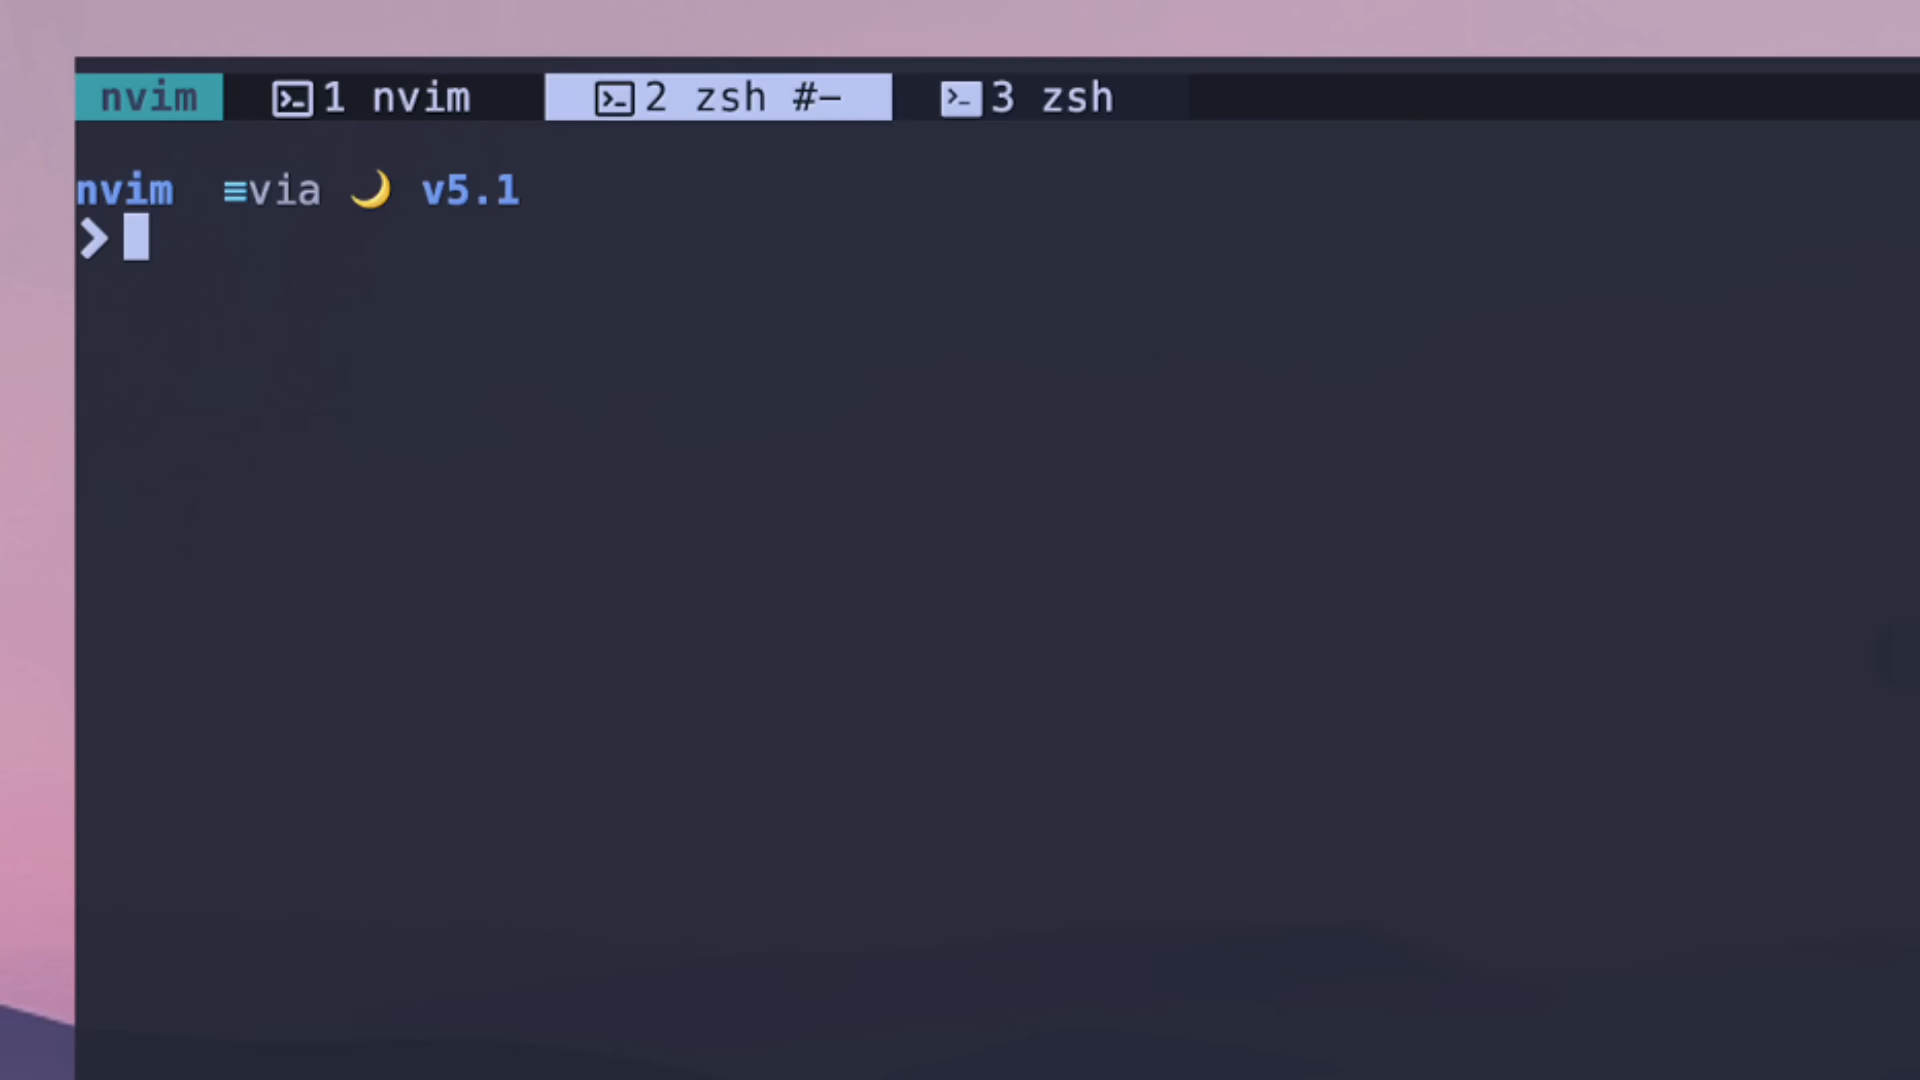 nvim >_ 1 nvim >_ 2 zsh #– >_ 3 zsh
nvim ≡via 🌙 v5.1
❯